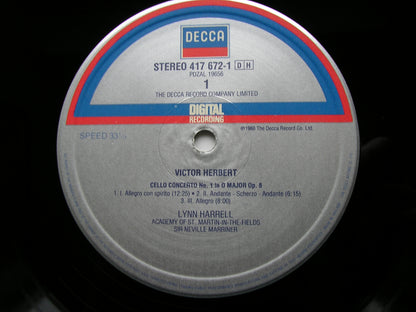 DECCA
STEREO 417 672-1 DH
PDZAL 19656
1
THE DECCA RECORD COMPANY LIMITED
DIGITAL
RECORDING
SPEED 33⅓
℗1988 The Decca Record Co. Ltd.
VICTOR HERBERT
CELLO CONCERTO No. 1 in D MAJOR Op. 8
1. I. Allegro con spirito (12:25) • 2. II. Andante - Scherzo - Andante (6:15)
3. III. Allegro (8:00)
LYNN HARRELL
ACADEMY OF ST. MARTIN-IN-THE-FIELDS
SIR NEVILLE MARRINER